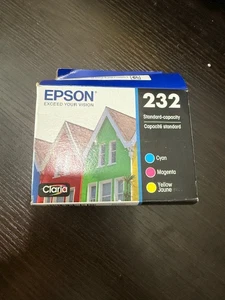 EPSON
EXCEED YOUR VISION
232
Standard-capacity
Capacité standard
Cyan
Magenta
Yellow
Jaune
Claria